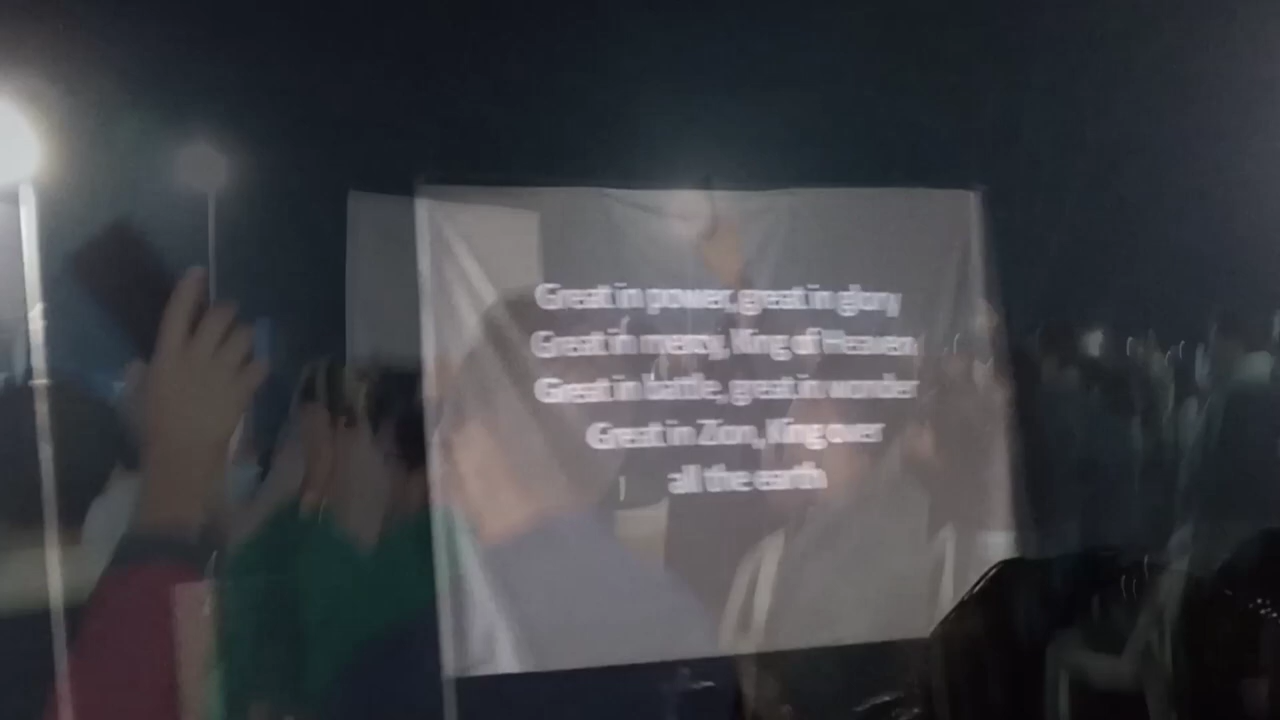 Great in power, great in glory
Great in mercy, King of Heaven
Great in battle, great in wonder
Great in Zion, King over
all the earth